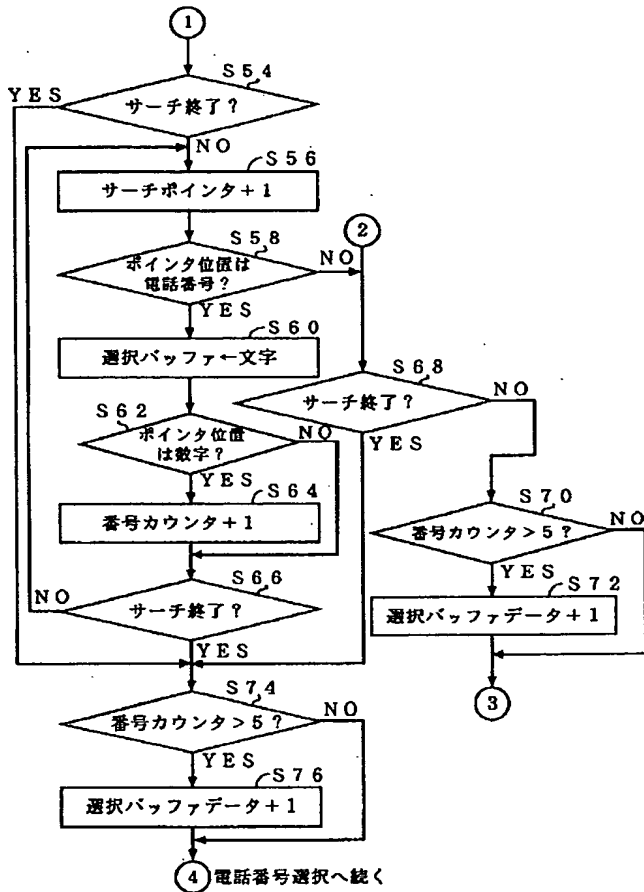 1
S54
YES
サーチ終了?
NO
S56
サーチポインタ+1
S58
2
ポインタ位置は
電話番号?
NO
YES
S60
選択バッファ←文字
S62
ポインタ位置
は数字?
NO
YES
S64
番号カウンタ+1
S66
NO
サーチ終了?
YES
S68
サーチ終了?
NO
YES
S70
番号カウンタ>5?
NO
YES
S72
選択バッファデータ+1
3
S74
番号カウンタ>5?
NO
YES
S76
選択バッファデータ+1
4 電話番号選択へ続く